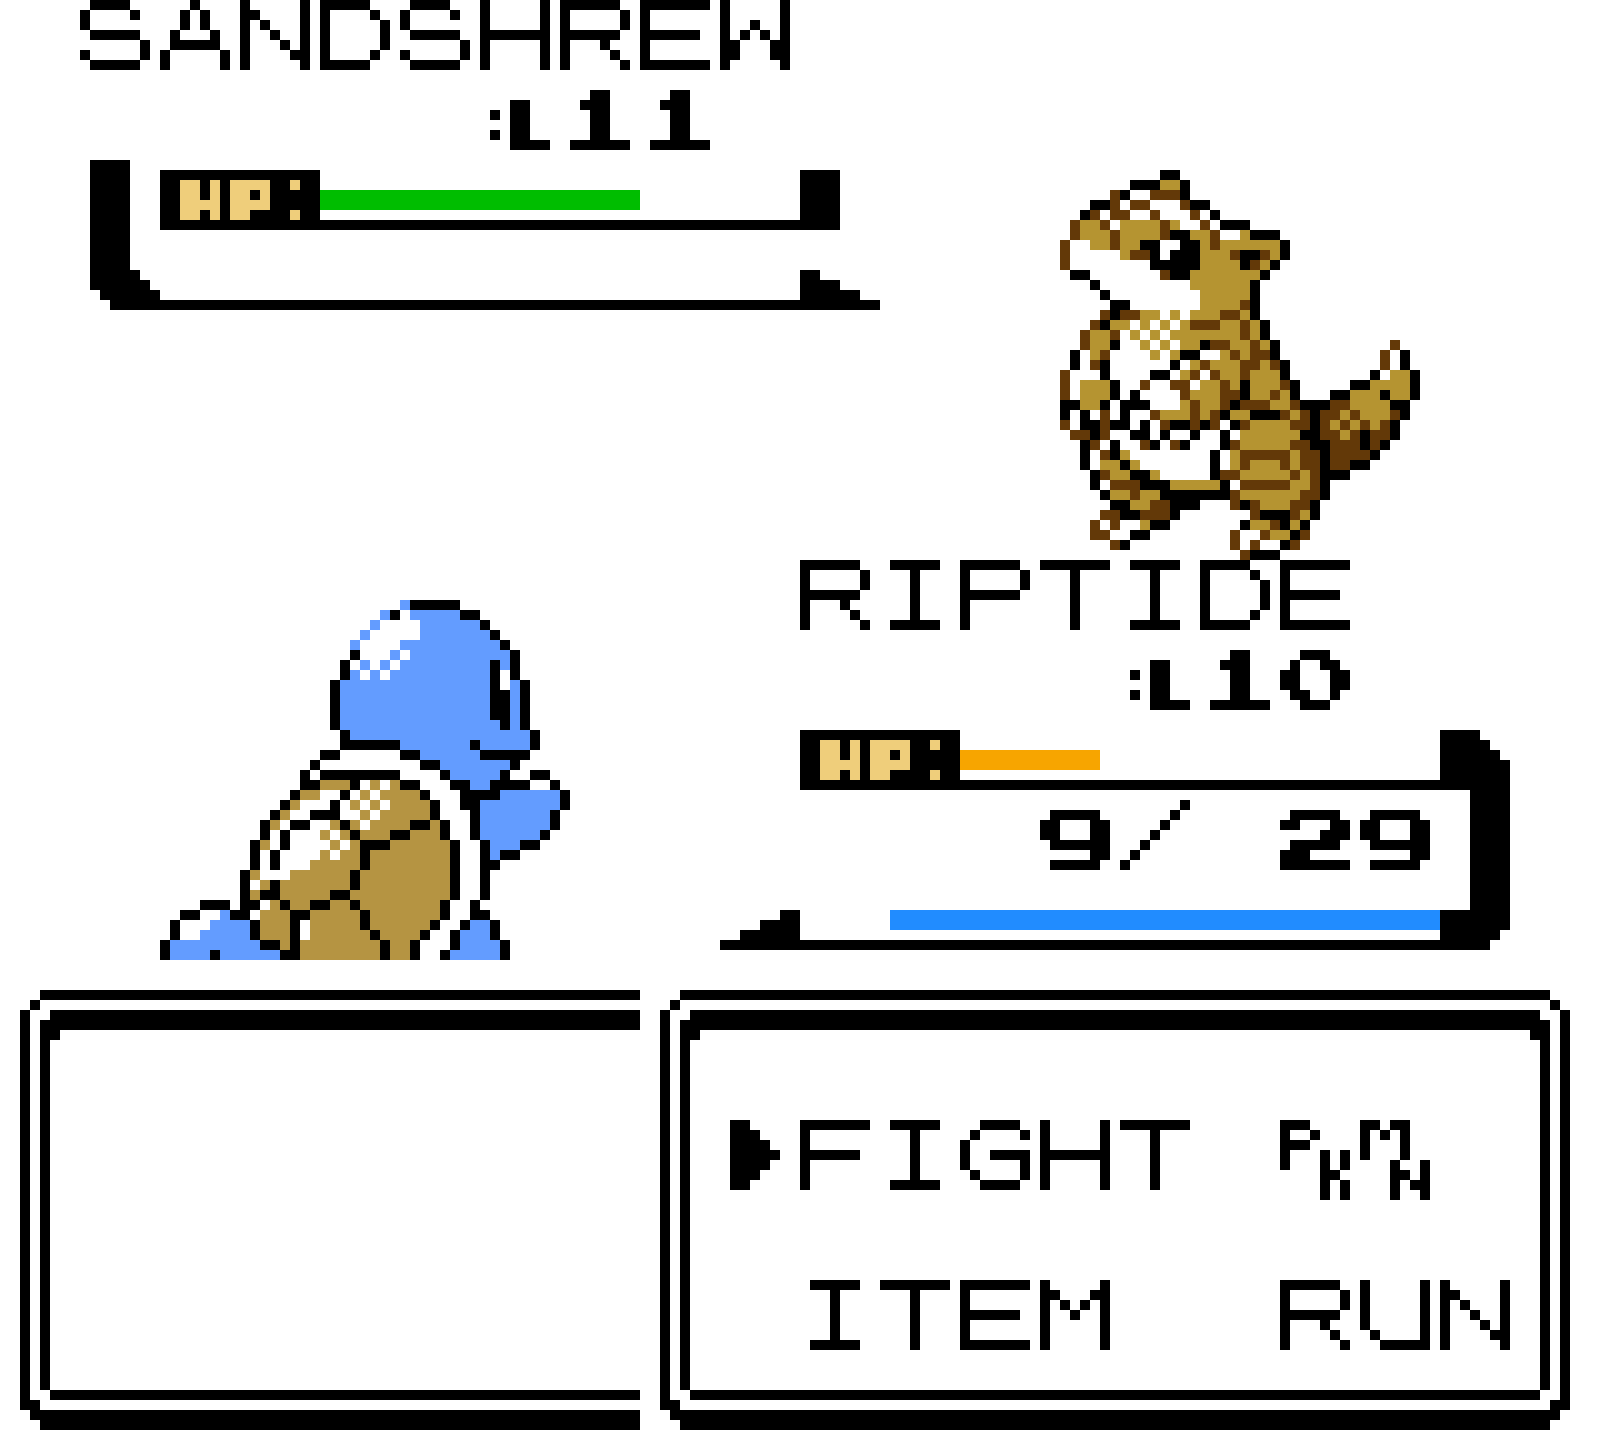 SANDSHREW
:L11
HP:
RIPTIDE
:L10
HP:
9/ 29
FIGHT PKMN
ITEM RUN